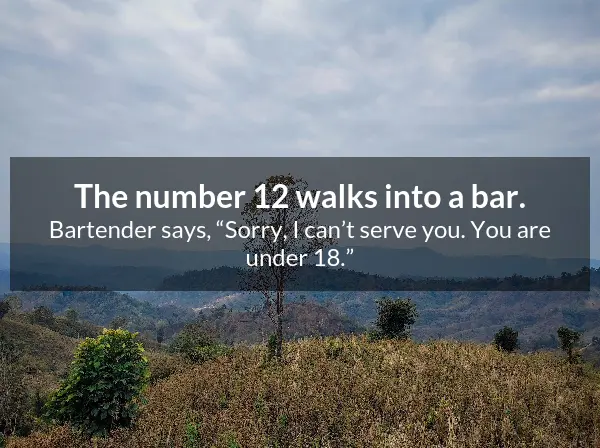 The number 12 walks into a bar.
Bartender says, “Sorry, I can’t serve you. You are
under 18.”